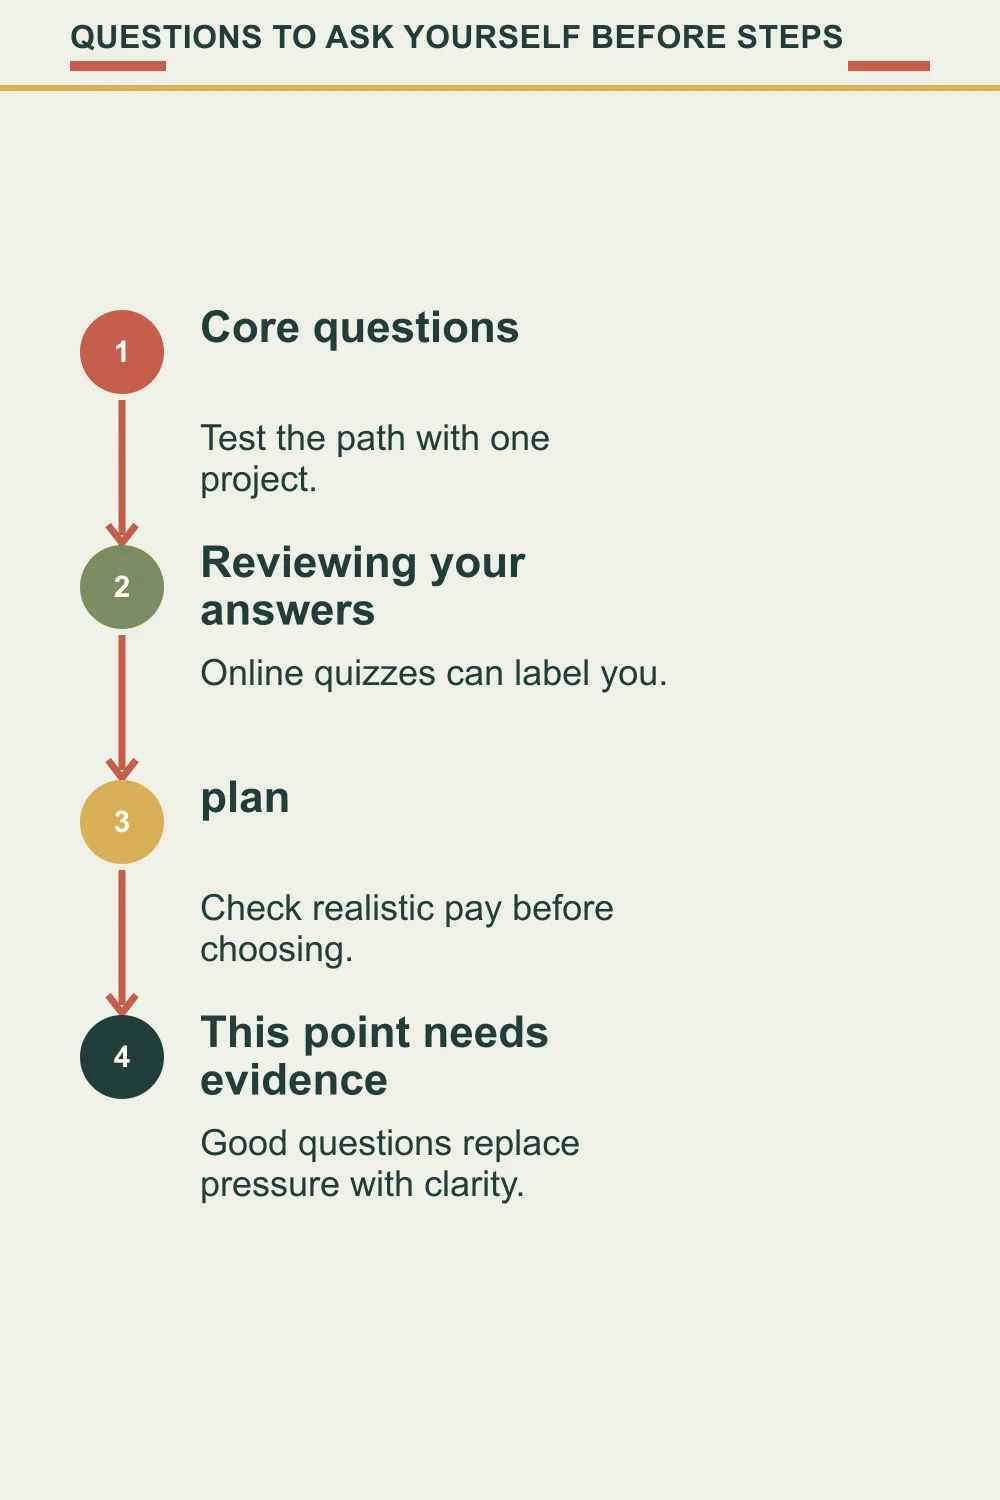 QUESTIONS TO ASK YOURSELF BEFORE STEPS
1
Core questions
Test the path with one
project.
2
Reviewing your
answers
Online quizzes can label you.
3
plan
Check realistic pay before
choosing.
4
This point needs
evidence
Good questions replace
pressure with clarity.